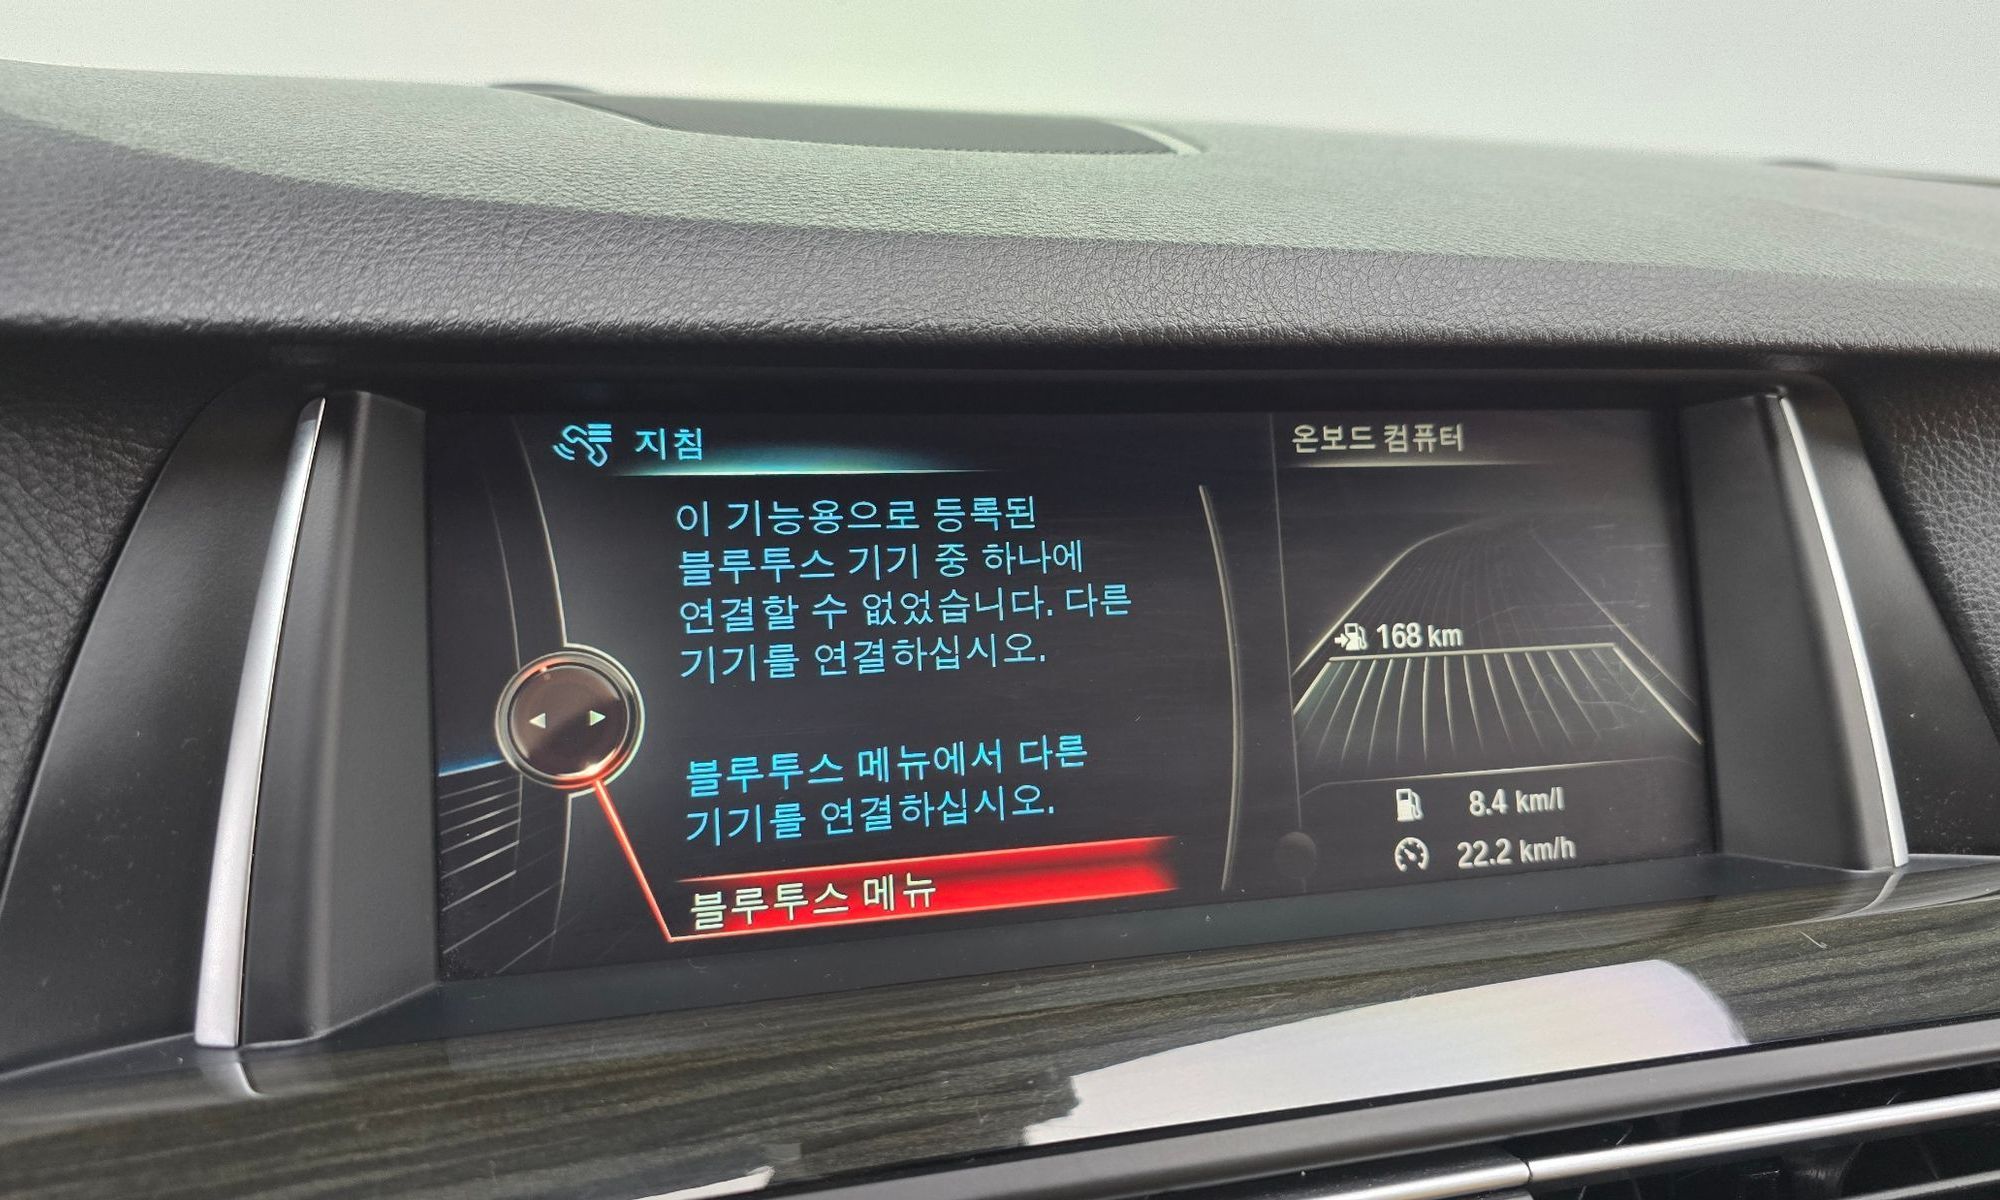 지침
이 기능용으로 등록된
블루투스 기기 중 하나에
연결할 수 없었습니다. 다른
기기를 연결하십시오.
블루투스 메뉴에서 다른
기기를 연결하십시오.
블루투스 메뉴
온보드 컴퓨터
168 km
8.4 km/l
22.2 km/h